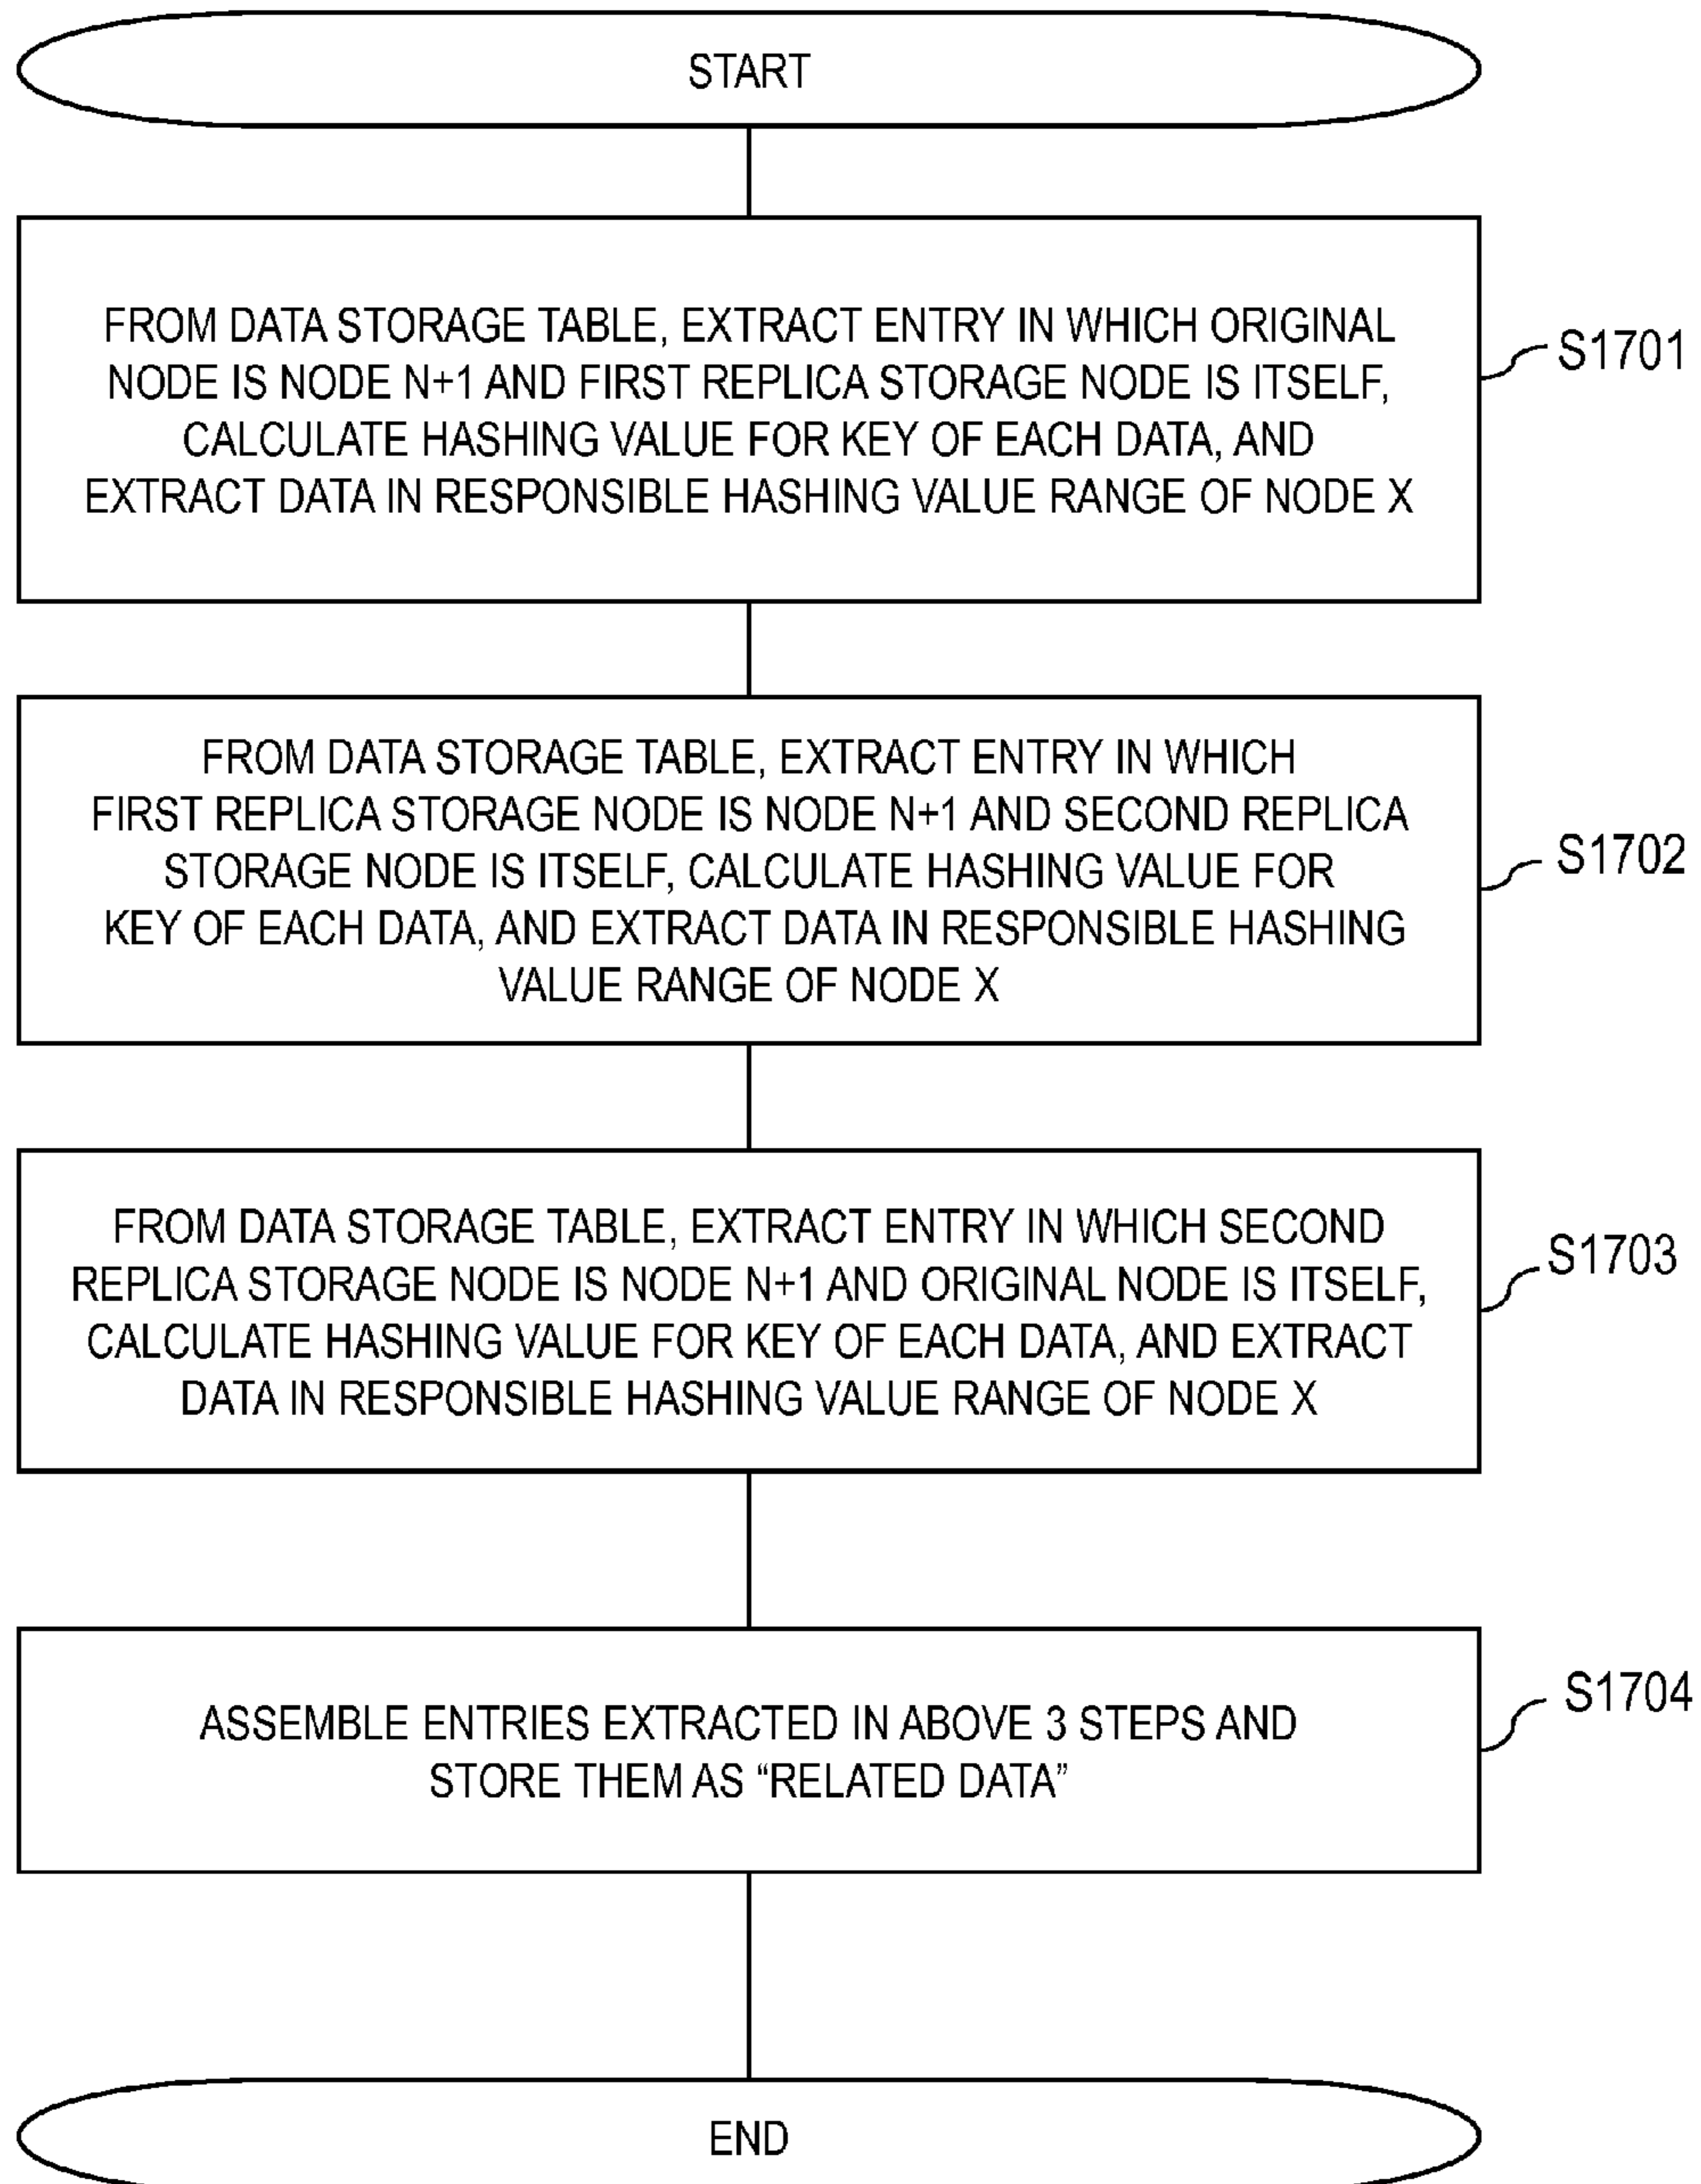 START
FROM DATA STORAGE TABLE, EXTRACT ENTRY IN WHICH ORIGINAL
NODE IS NODE N+1 AND FIRST REPLICA STORAGE NODE IS ITSELF,
CALCULATE HASHING VALUE FOR KEY OF EACH DATA, AND
EXTRACT DATA IN RESPONSIBLE HASHING VALUE RANGE OF NODE X
S1701
FROM DATA STORAGE TABLE, EXTRACT ENTRY IN WHICH
FIRST REPLICA STORAGE NODE IS NODE N+1 AND SECOND REPLICA
STORAGE NODE IS ITSELF, CALCULATE HASHING VALUE FOR
KEY OF EACH DATA, AND EXTRACT DATA IN RESPONSIBLE HASHING
VALUE RANGE OF NODE X
S1702
FROM DATA STORAGE TABLE, EXTRACT ENTRY IN WHICH SECOND
REPLICA STORAGE NODE IS NODE N+1 AND ORIGINAL NODE IS ITSELF,
CALCULATE HASHING VALUE FOR KEY OF EACH DATA, AND EXTRACT
DATA IN RESPONSIBLE HASHING VALUE RANGE OF NODE X
S1703
ASSEMBLE ENTRIES EXTRACTED IN ABOVE 3 STEPS AND
STORE THEM AS “RELATED DATA”
S1704
END